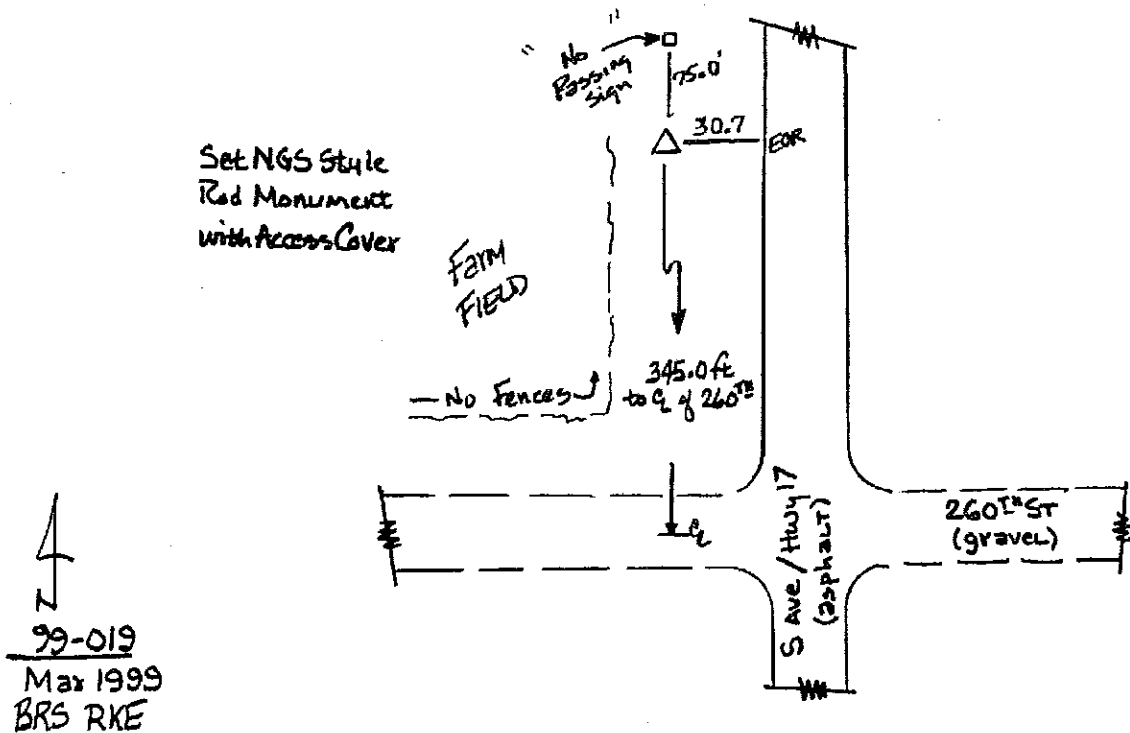 " No "
Passing
sign
75.0'
30.7
EOR
Set NGS Style
Rod Monument
with Access Cover
Farm
FIELD
345.0 ft
to ℄ of 260TH
No Fences
℄
S Ave / Hwy 17
(asphalt)
260TH ST
(gravel)
N
99-019
Mar 1999
BRS RKE